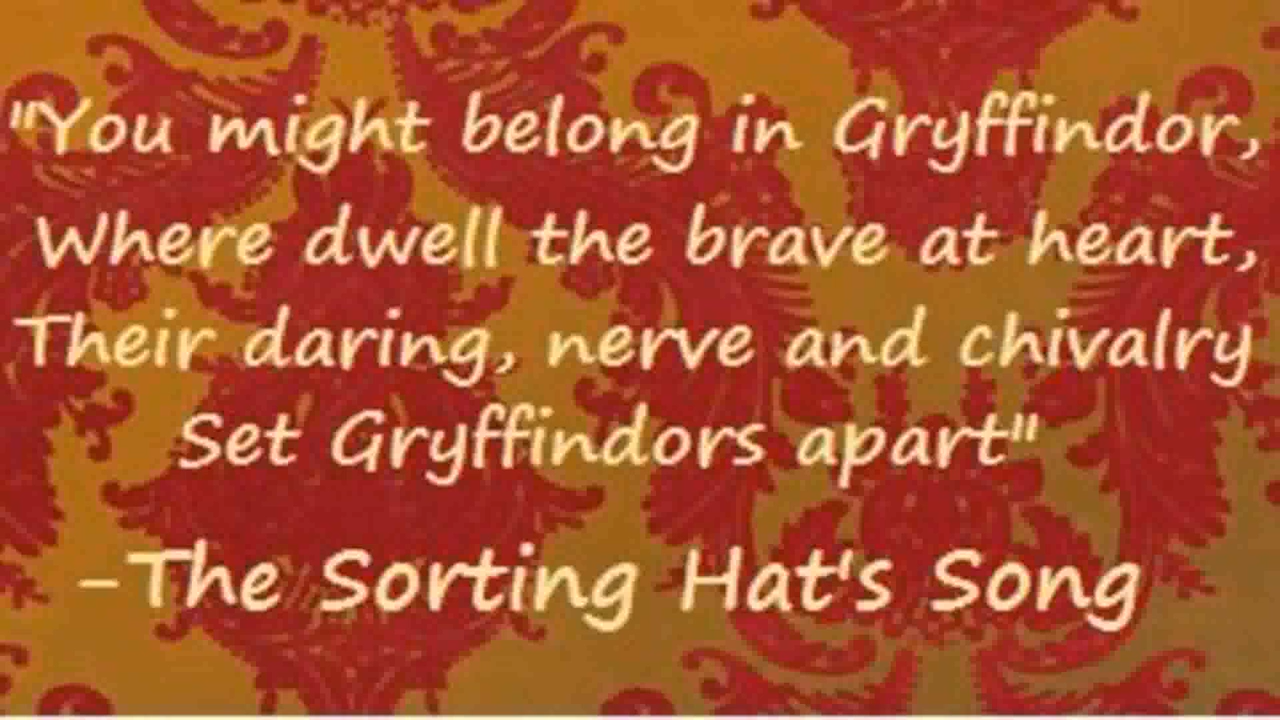 "You might belong in Gryffindor,
Where dwell the brave at heart,
Their daring, nerve and chivalry
Set Gryffindors apart"
-The Sorting Hat's Song